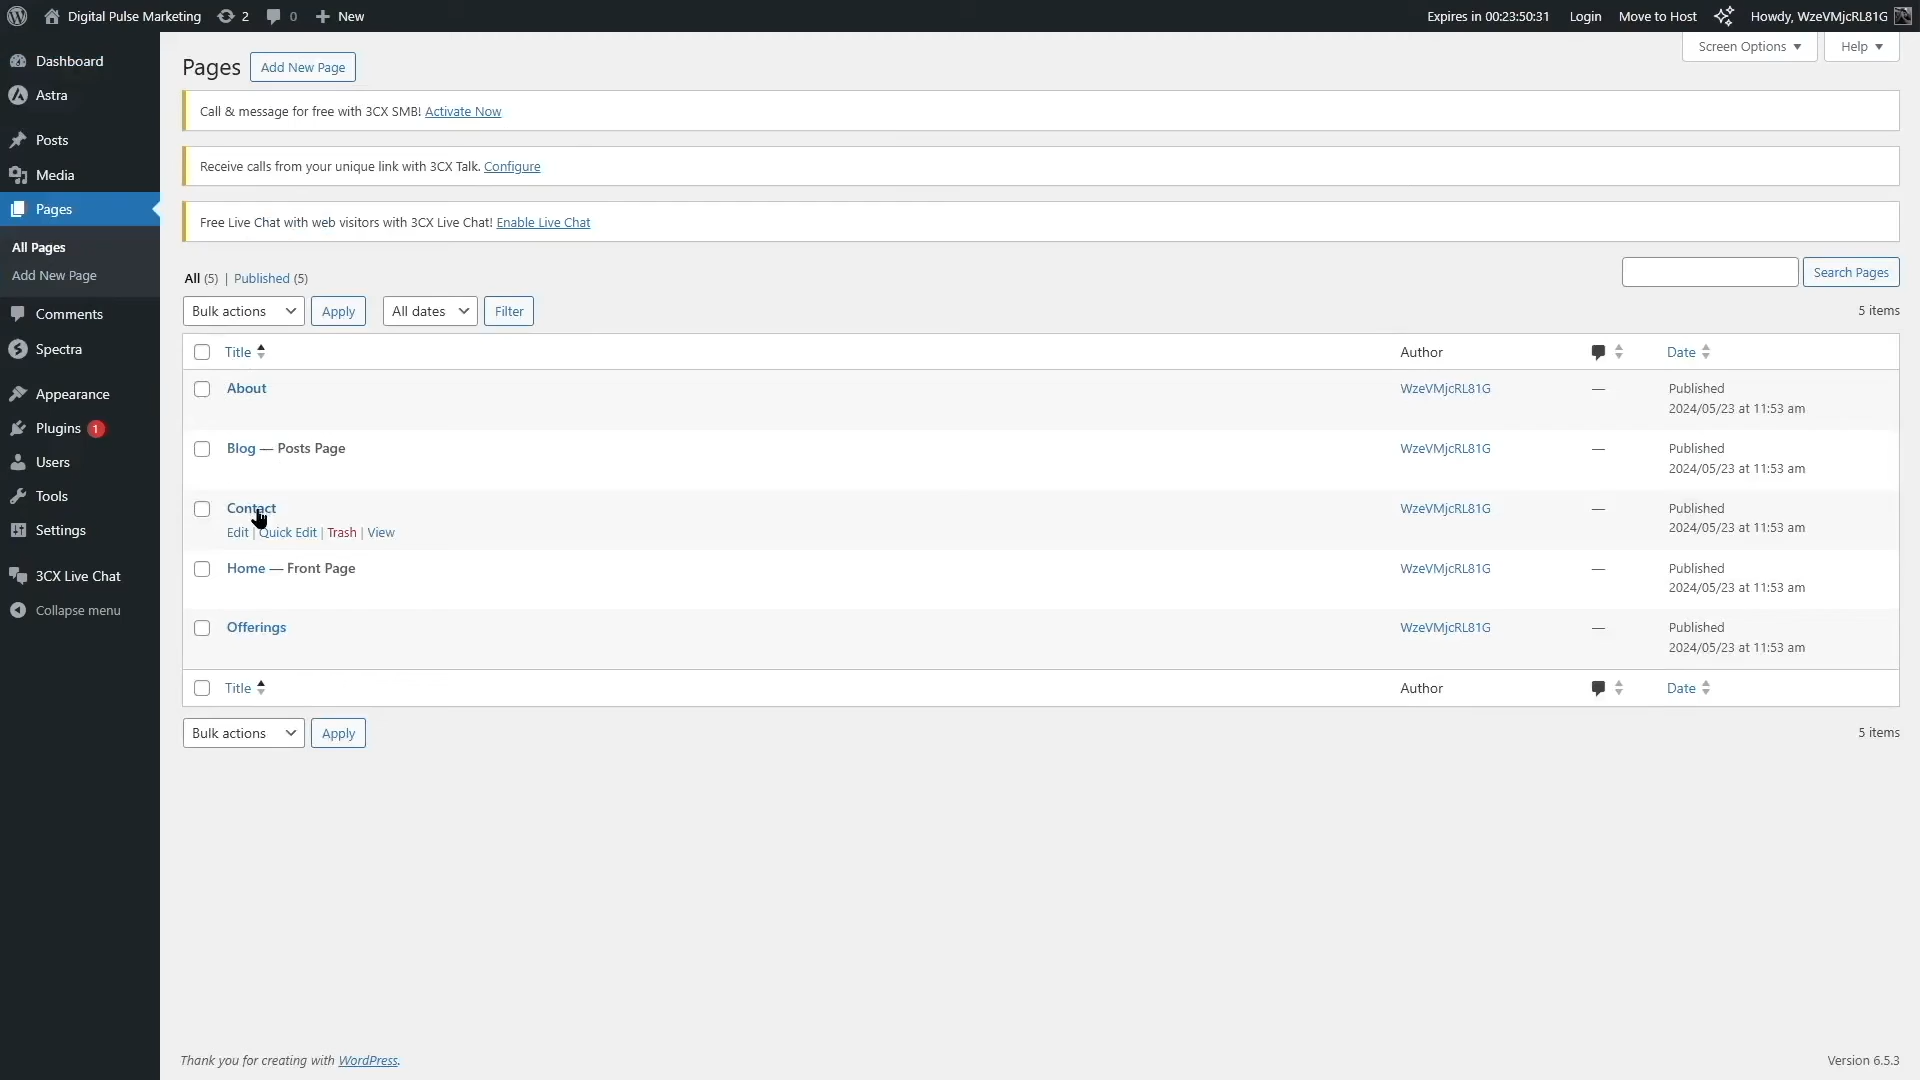 Digital Pulse Marketing 2 0 New Expires in 00:23:50:31 Login Move to Host Howdy, WzeVMjcRL81G
Dashboard
Astra
Posts
Media
Pages
All Pages
Add New Page
Comments
Spectra
Appearance
Plugins 1
Users
Tools
Settings
3CX Live Chat
Collapse menu
Screen Options Help
Pages Add New Page
Call & message for free with 3CX SMB! Activate Now
Receive calls from your unique link with 3CX Talk. Configure
Free Live Chat with web visitors with 3CX Live Chat! Enable Live Chat
All (5) | Published (5)
Search Pages
Bulk actions Apply All dates Filter 5 items
Title Author Date
About WzeVMjcRL81G — Published
2024/05/23 at 11:53 am
Blog — Posts Page WzeVMjcRL81G — Published
2024/05/23 at 11:53 am
Contact WzeVMjcRL81G — Published
2024/05/23 at 11:53 am
Edit | Quick Edit | Trash | View
Home — Front Page WzeVMjcRL81G — Published
2024/05/23 at 11:53 am
Offerings WzeVMjcRL81G — Published
2024/05/23 at 11:53 am
Title Author Date
Bulk actions Apply 5 items
Thank you for creating with WordPress. Version 6.5.3